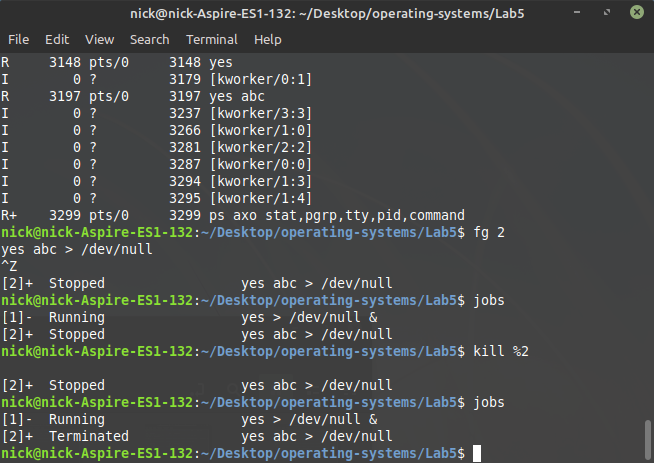 nick@nick-Aspire-ES1-132: ~/Desktop/operating-systems/Lab5
File Edit View Search Terminal Help
R     3148 pts/0     3148 yes
I        0 ?         3179 [kworker/0:1]
R     3197 pts/0     3197 yes abc
I        0 ?         3237 [kworker/3:3]
I        0 ?         3266 [kworker/1:0]
I        0 ?         3281 [kworker/2:2]
I        0 ?         3287 [kworker/0:0]
I        0 ?         3294 [kworker/1:3]
I        0 ?         3295 [kworker/1:4]
R+    3299 pts/0     3299 ps axo stat,pgrp,tty,pid,command
nick@nick-Aspire-ES1-132:~/Desktop/operating-systems/Lab5$ fg 2
yes abc > /dev/null
^Z
[2]+  Stopped                 yes abc > /dev/null
nick@nick-Aspire-ES1-132:~/Desktop/operating-systems/Lab5$ jobs
[1]-  Running                 yes > /dev/null &
[2]+  Stopped                 yes abc > /dev/null
nick@nick-Aspire-ES1-132:~/Desktop/operating-systems/Lab5$ kill %2
[2]+  Stopped                 yes abc > /dev/null
nick@nick-Aspire-ES1-132:~/Desktop/operating-systems/Lab5$ jobs
[1]-  Running                 yes > /dev/null &
[2]+  Terminated              yes abc > /dev/null
nick@nick-Aspire-ES1-132:~/Desktop/operating-systems/Lab5$